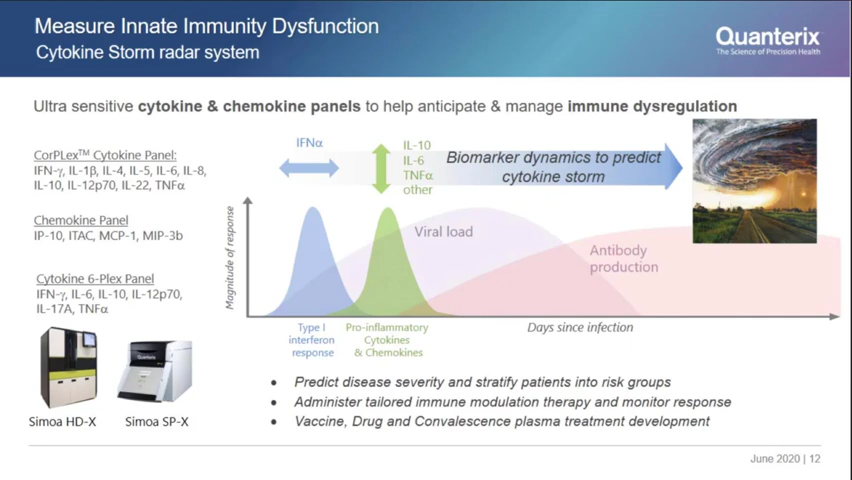 Measure Innate Immunity Dysfunction
Cytokine Storm radar system
Quanterix
The Science of Precision Health
Ultra sensitive cytokine & chemokine panels to help anticipate & manage immune dysregulation
CorPLex™ Cytokine Panel:
IFN-γ, IL-1β, IL-4, IL-5, IL-6, IL-8,
IL-10, IL-12p70, IL-22, TNFα
Chemokine Panel
IP-10, ITAC, MCP-1, MIP-3b
Cytokine 6-Plex Panel
IFN-γ, IL-6, IL-10, IL-12p70,
IL-17A, TNFα
Quanterix
Simoa HD-X
Simoa SP-X
IFNα
IL-10
IL-6
TNFα
other
Biomarker dynamics to predict
cytokine storm
Magnitude of response
Viral load
Antibody
production
Type I
interferon
response
Pro-inflammatory
Cytokines
& Chemokines
Days since infection
• Predict disease severity and stratify patients into risk groups
• Administer tailored immune modulation therapy and monitor response
• Vaccine, Drug and Convalescence plasma treatment development
June 2020 | 12